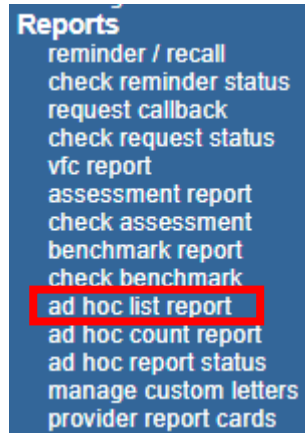 Reports
reminder / recall
check reminder status
request callback
check request status
vfc report
assessment report
check assessment
benchmark report
check benchmark
ad hoc list report
ad hoc count report
ad hoc report status
manage custom letters
provider report cards